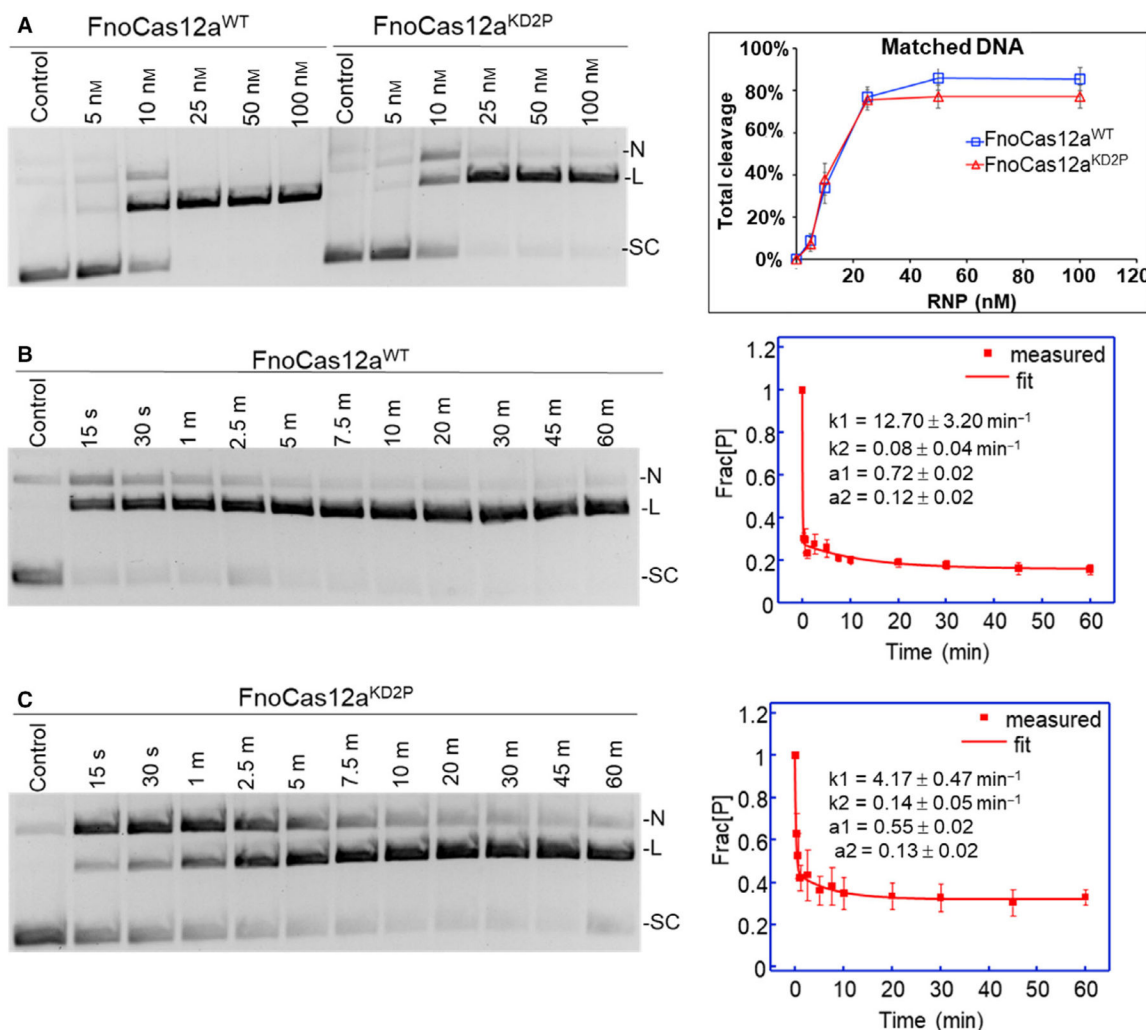 A
FnoCas12aWT
FnoCas12aKD2P
Control
5 nM
10 nM
25 nM
50 nM
100 nM
Control
5 nM
10 nM
25 nM
50 nM
100 nM
-N
-L
-SC
Matched DNA
Total cleavage
100%
80%
60%
40%
20%
0%
FnoCas12aWT
FnoCas12aKD2P
20 40 60 80 100 120
RNP (nM)
B
FnoCas12aWT
Control
15 s
30 s
1 m
2.5 m
5 m
7.5 m
10 m
20 m
30 m
45 m
60 m
-N
-L
-SC
Frac[P]
1.2
1
0.8
0.6
0.4
0.2
0
measured
fit
k1 = 12.70 ± 3.20 min−1
k2 = 0.08 ± 0.04 min−1
a1 = 0.72 ± 0.02
a2 = 0.12 ± 0.02
0 10 20 30 40 50 60
Time (min)
C
FnoCas12aKD2P
Control
15 s
30 s
1 m
2.5 m
5 m
7.5 m
10 m
20 m
30 m
45 m
60 m
-N
-L
-SC
Frac[P]
1.2
1
0.8
0.6
0.4
0.2
0
measured
fit
k1 = 4.17 ± 0.47 min−1
k2 = 0.14 ± 0.05 min−1
a1 = 0.55 ± 0.02
a2 = 0.13 ± 0.02
0 10 20 30 40 50 60
Time (min)